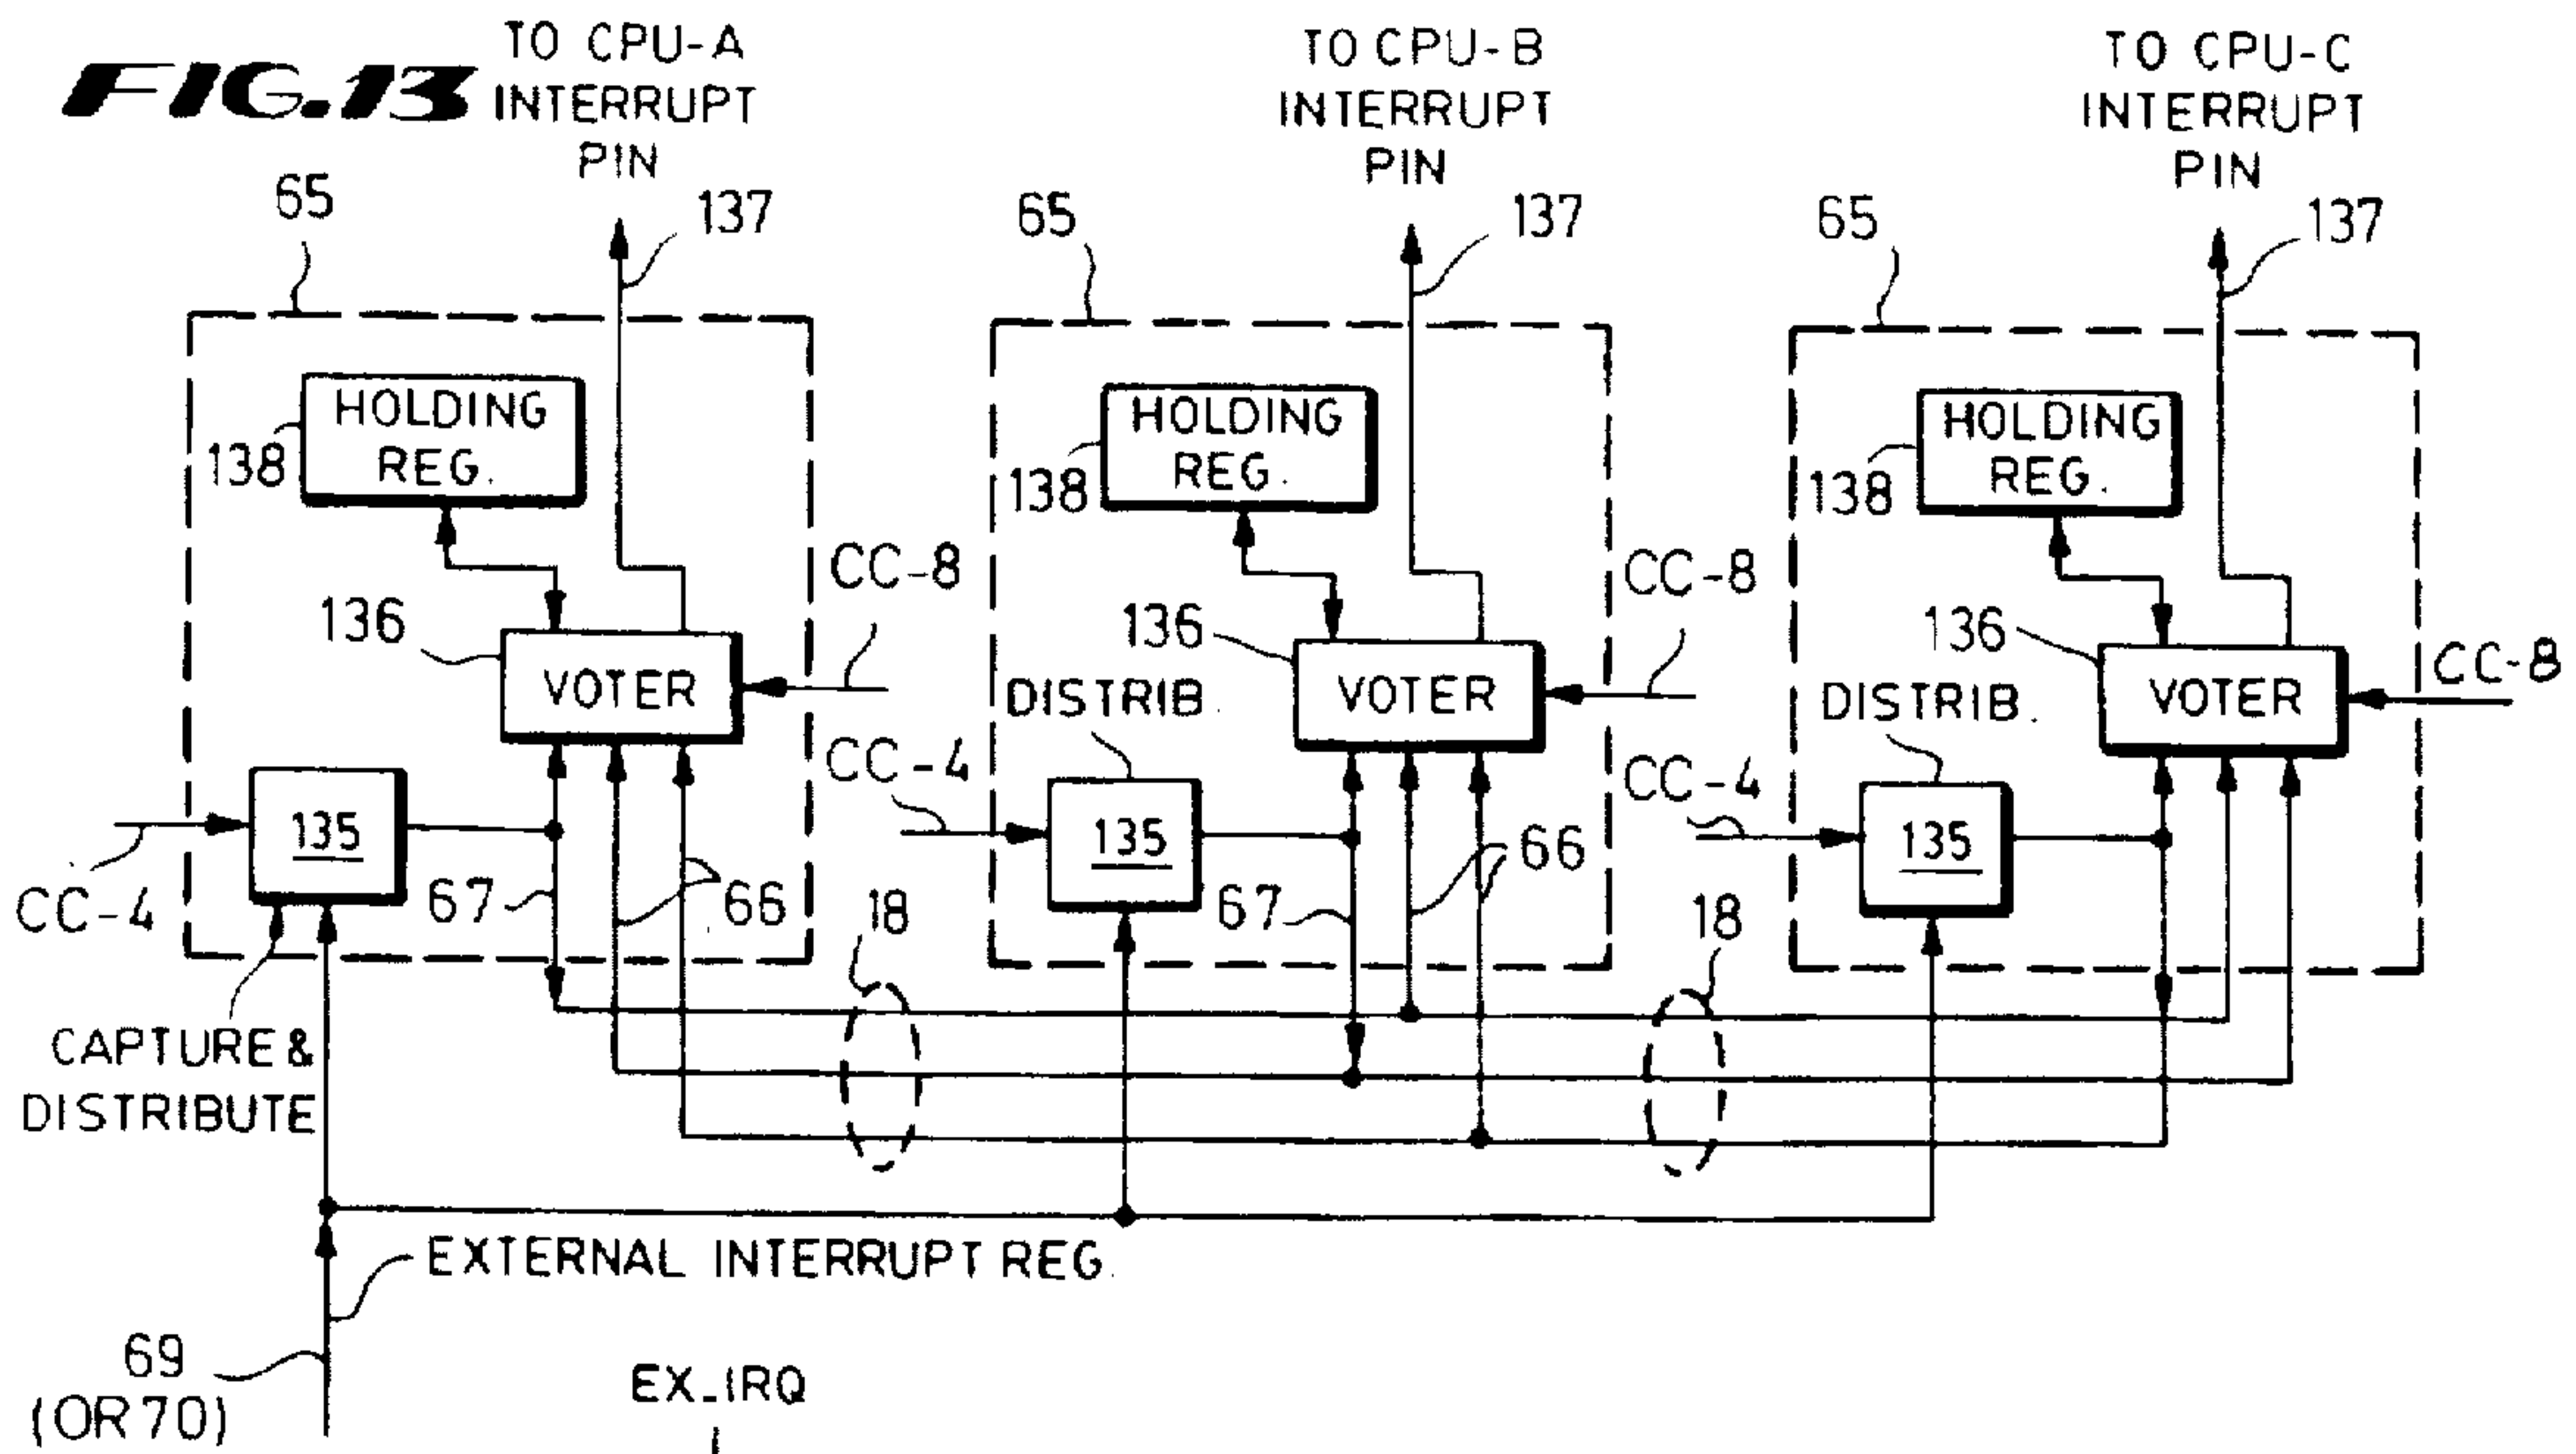 FIG.13
TO CPU-A
INTERRUPT
PIN
TO CPU-B
INTERRUPT
PIN
TO CPU-C
INTERRUPT
PIN
65
137
65
137
65
137
HOLDING
REG.
138
HOLDING
REG.
138
HOLDING
REG.
138
CC-8
CC-8
CC-8
136
VOTER
136
VOTER
136
VOTER
DISTRIB.
DISTRIB.
CC-4
CC-4
CC-4
135
135
135
67
66
67
66
18
18
CAPTURE &
DISTRIBUTE
EXTERNAL INTERRUPT REG.
69
(OR 70)
EX_IRQ